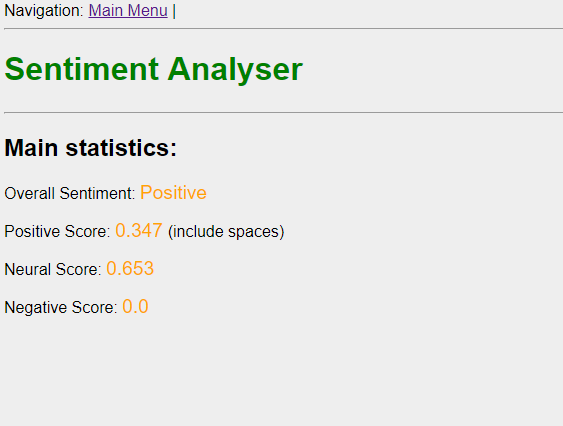 Navigation: Main Menu |
Sentiment Analyser
Main statistics:
Overall Sentiment: Positive
Positive Score: 0.347 (include spaces)
Neural Score: 0.653
Negative Score: 0.0